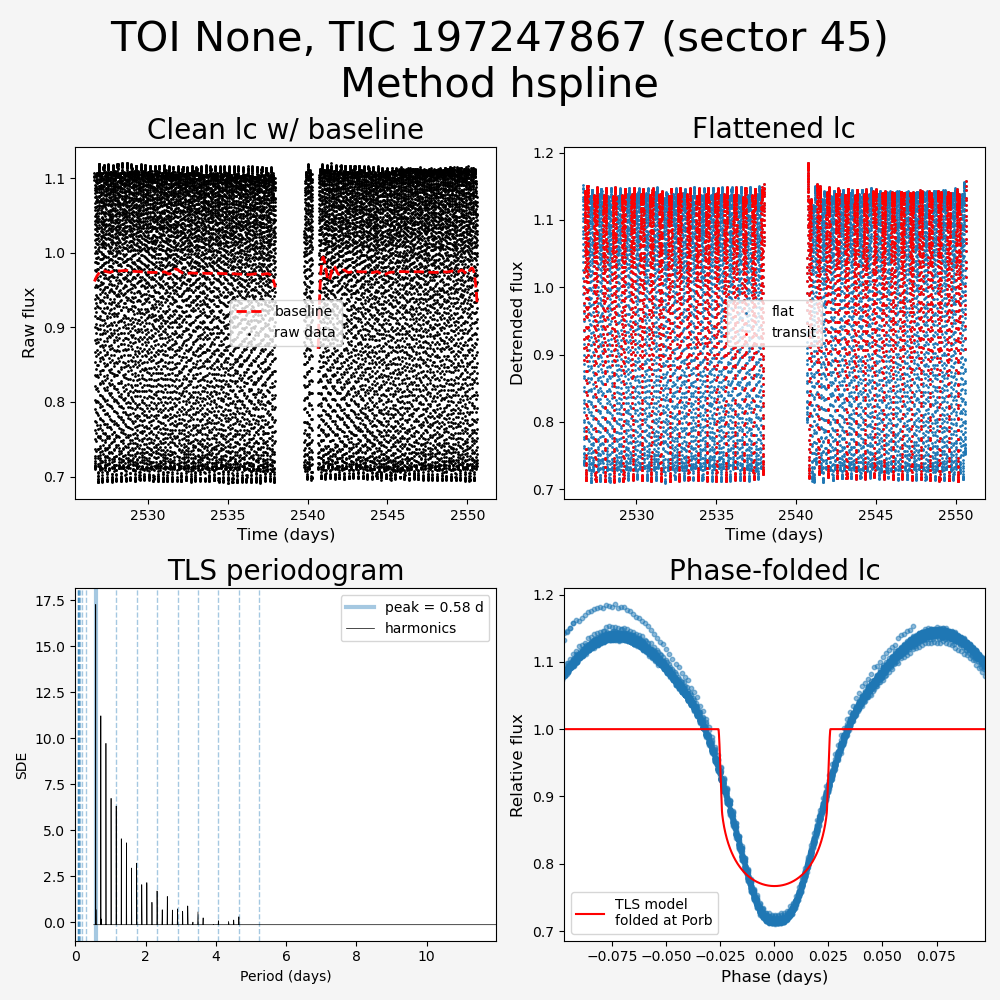 TOI None, TIC 197247867 (sector 45)
Method hspline
Clean lc w/ baseline
Raw flux
1.1
1.0
0.9
0.8
0.7
baseline
raw data
2530
2535
2540
2545
2550
Time (days)
Flattened lc
Detrended flux
1.2
1.1
1.0
0.9
0.8
0.7
flat
transit
2530
2535
2540
2545
2550
Time (days)
TLS periodogram
SDE
17.5
15.0
12.5
10.0
7.5
5.0
2.5
0.0
peak = 0.58 d
harmonics
0
2
4
6
8
10
Period (days)
Phase-folded lc
Relative flux
1.2
1.1
1.0
0.9
0.8
0.7
TLS model
folded at Porb
−0.075
−0.050
−0.025
0.000
0.025
0.050
0.075
Phase (days)